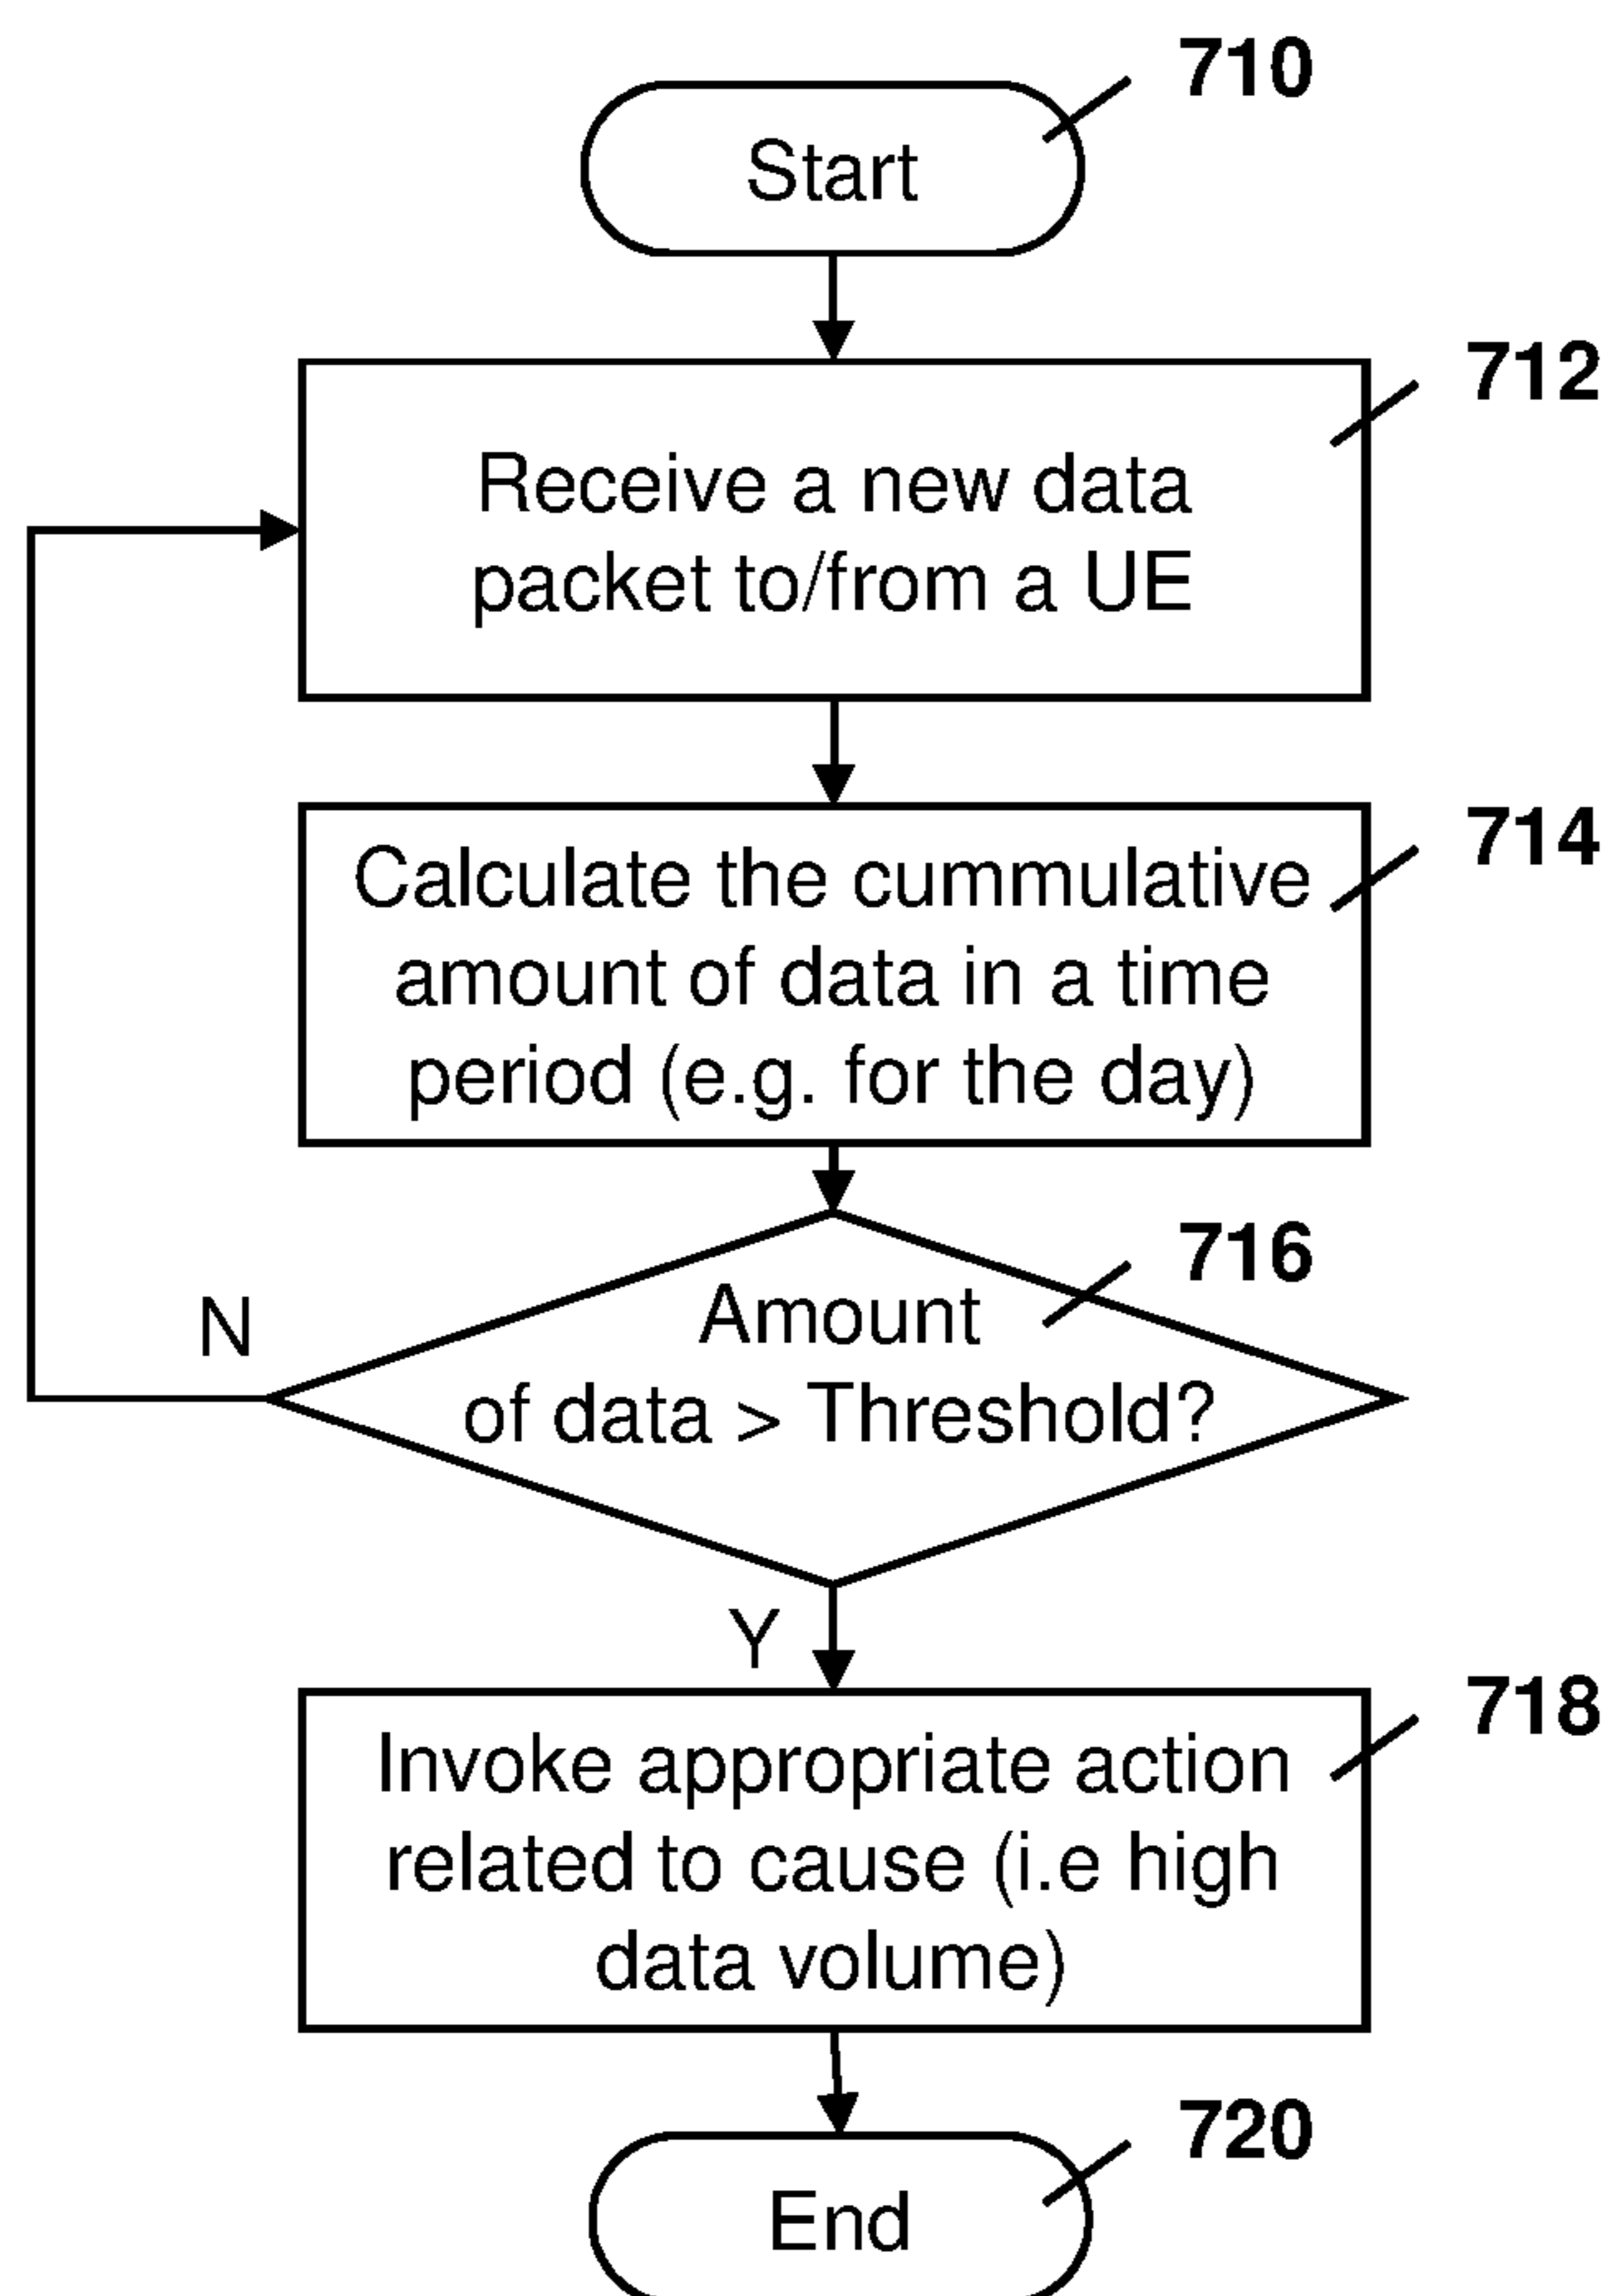 710
Start
712
Receive a new data
packet to/from a UE
714
Calculate the cummulative
amount of data in a time
period (e.g. for the day)
716
Amount
of data > Threshold?
N
Y
718
Invoke appropriate action
related to cause (i.e high
data volume)
720
End